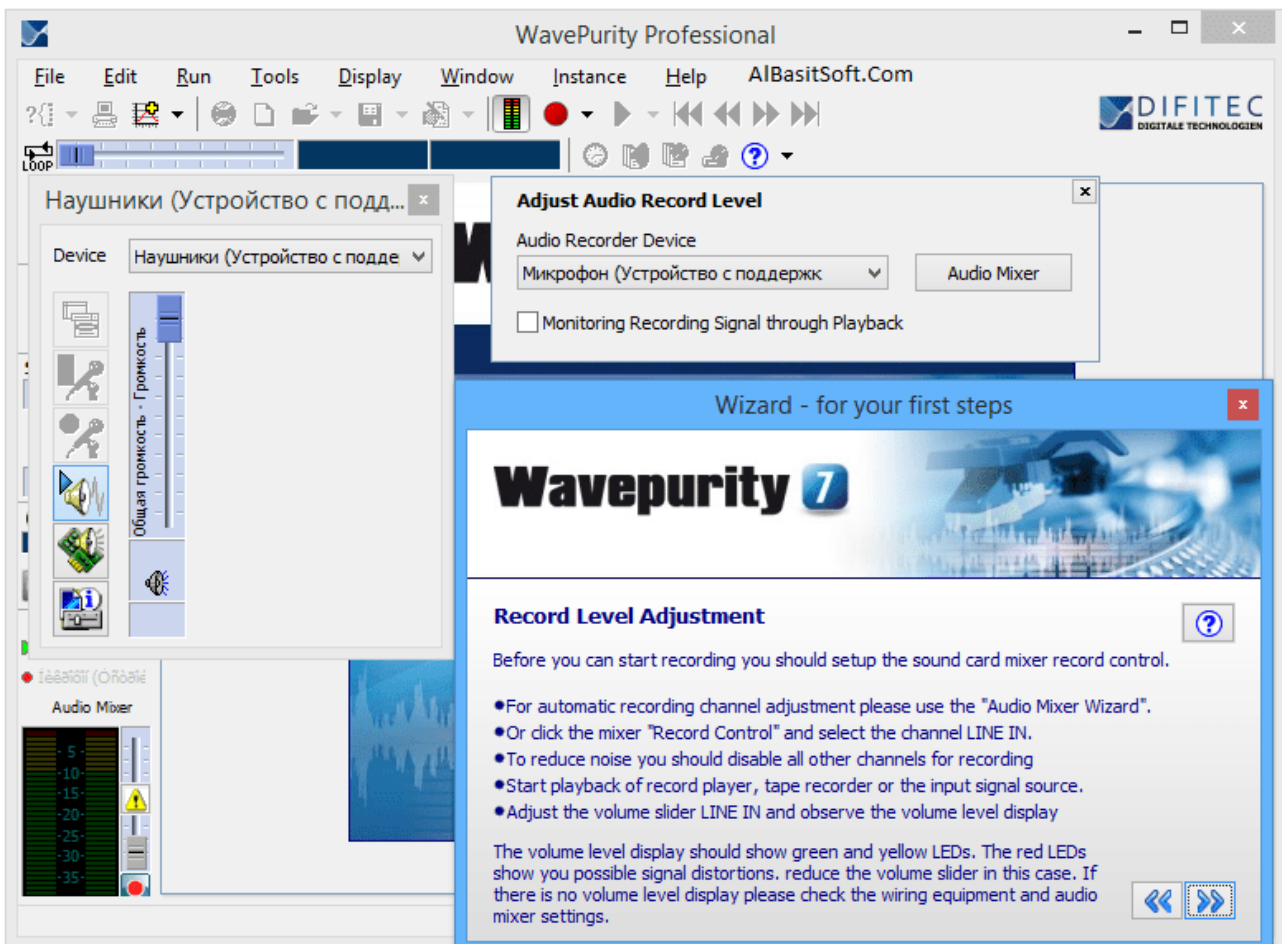 WavePurity Professional
File Edit Run Tools Display Window Instance Help AlBasitSoft.Com
DIFITEC
DIGITALE TECHNOLOGIEN
LOOP
Наушники (Устройство с подд...
Device Наушники (Устройство с подде
Общая громкость - Громкость
Adjust Audio Record Level
Audio Recorder Device
Микрофон (Устройство с поддержк
Audio Mixer
Monitoring Recording Signal through Playback
Audio Mixer
-5-
-10-
-15-
-20-
-25-
-30-
-35-
Wizard - for your first steps
Wavepurity 7
Record Level Adjustment
Before you can start recording you should setup the sound card mixer record control.
•For automatic recording channel adjustment please use the "Audio Mixer Wizard".
•Or click the mixer "Record Control" and select the channel LINE IN.
•To reduce noise you should disable all other channels for recording
•Start playback of record player, tape recorder or the input signal source.
•Adjust the volume slider LINE IN and observe the volume level display
The volume level display should show green and yellow LEDs. The red LEDs
show you possible signal distortions. reduce the volume slider in this case. If
there is no volume level display please check the wiring equipment and audio
mixer settings.